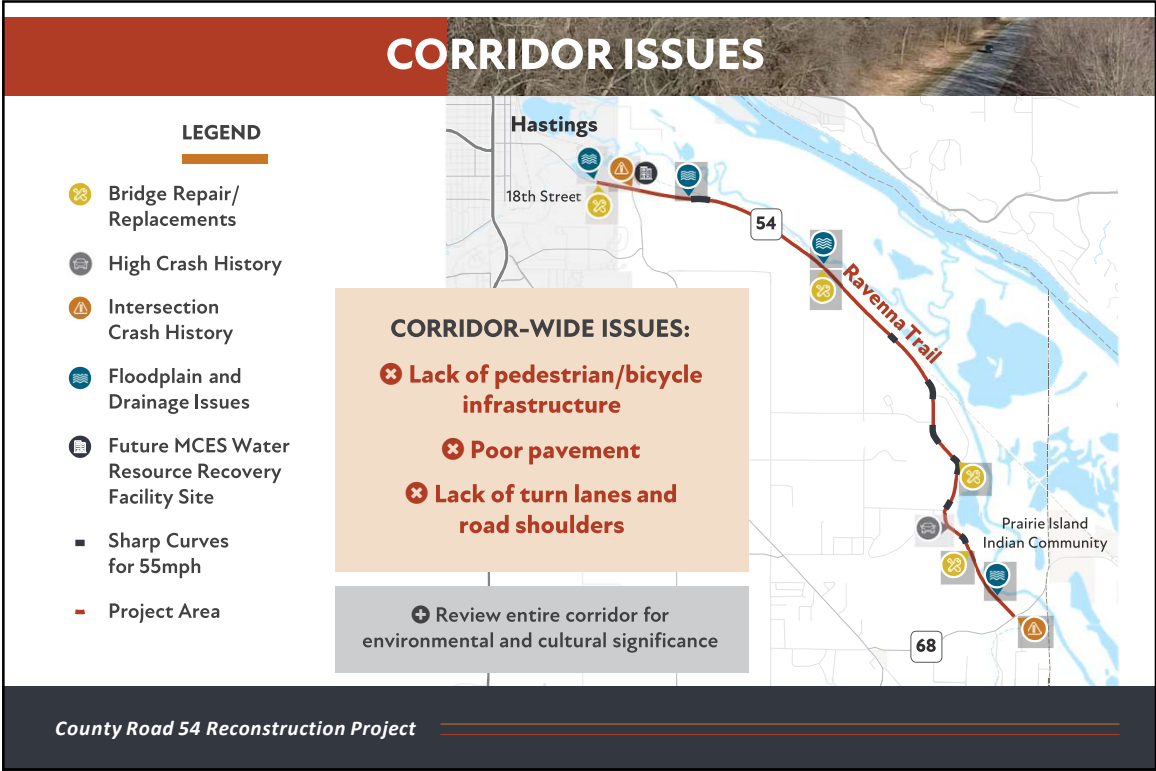 CORRIDOR ISSUES
LEGEND
Bridge Repair/
Replacements
High Crash History
Intersection
Crash History
Floodplain and
Drainage Issues
Future MCES Water
Resource Recovery
Facility Site
Sharp Curves
for 55mph
Project Area
Hastings
18th Street
54
Ravenna Trail
Prairie Island
Indian Community
68
CORRIDOR-WIDE ISSUES:
Lack of pedestrian/bicycle
infrastructure
Poor pavement
Lack of turn lanes and
road shoulders
Review entire corridor for
environmental and cultural significance
County Road 54 Reconstruction Project